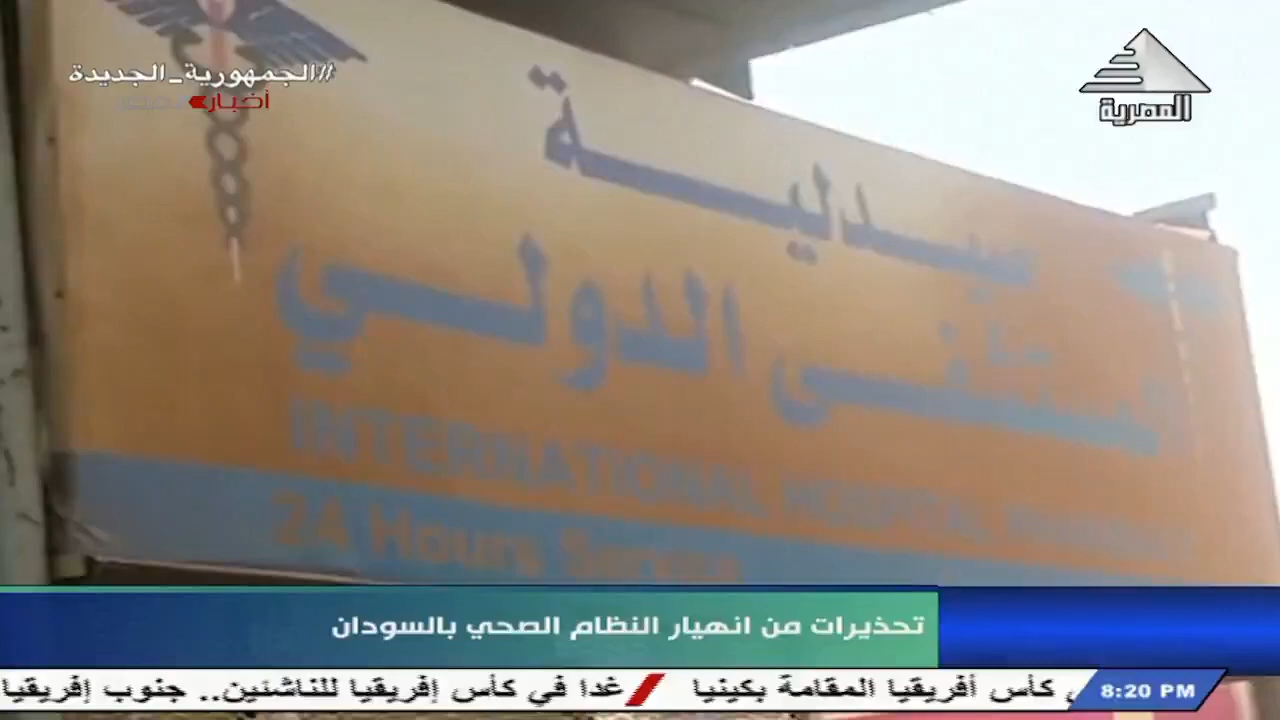 #الجمهورية_الجديدة
أخبار مصر
المصرية
صيدلية
المستشفى الدولي
INTERNATIONAL HOSPITAL
24 Hours
تحذيرات من انهيار النظام الصحي بالسودان
كأس أفريقيا المقامة بكينيا
غدا في كأس إفريقيا للناشئين.. جنوب إفريقيا
8:20 PM